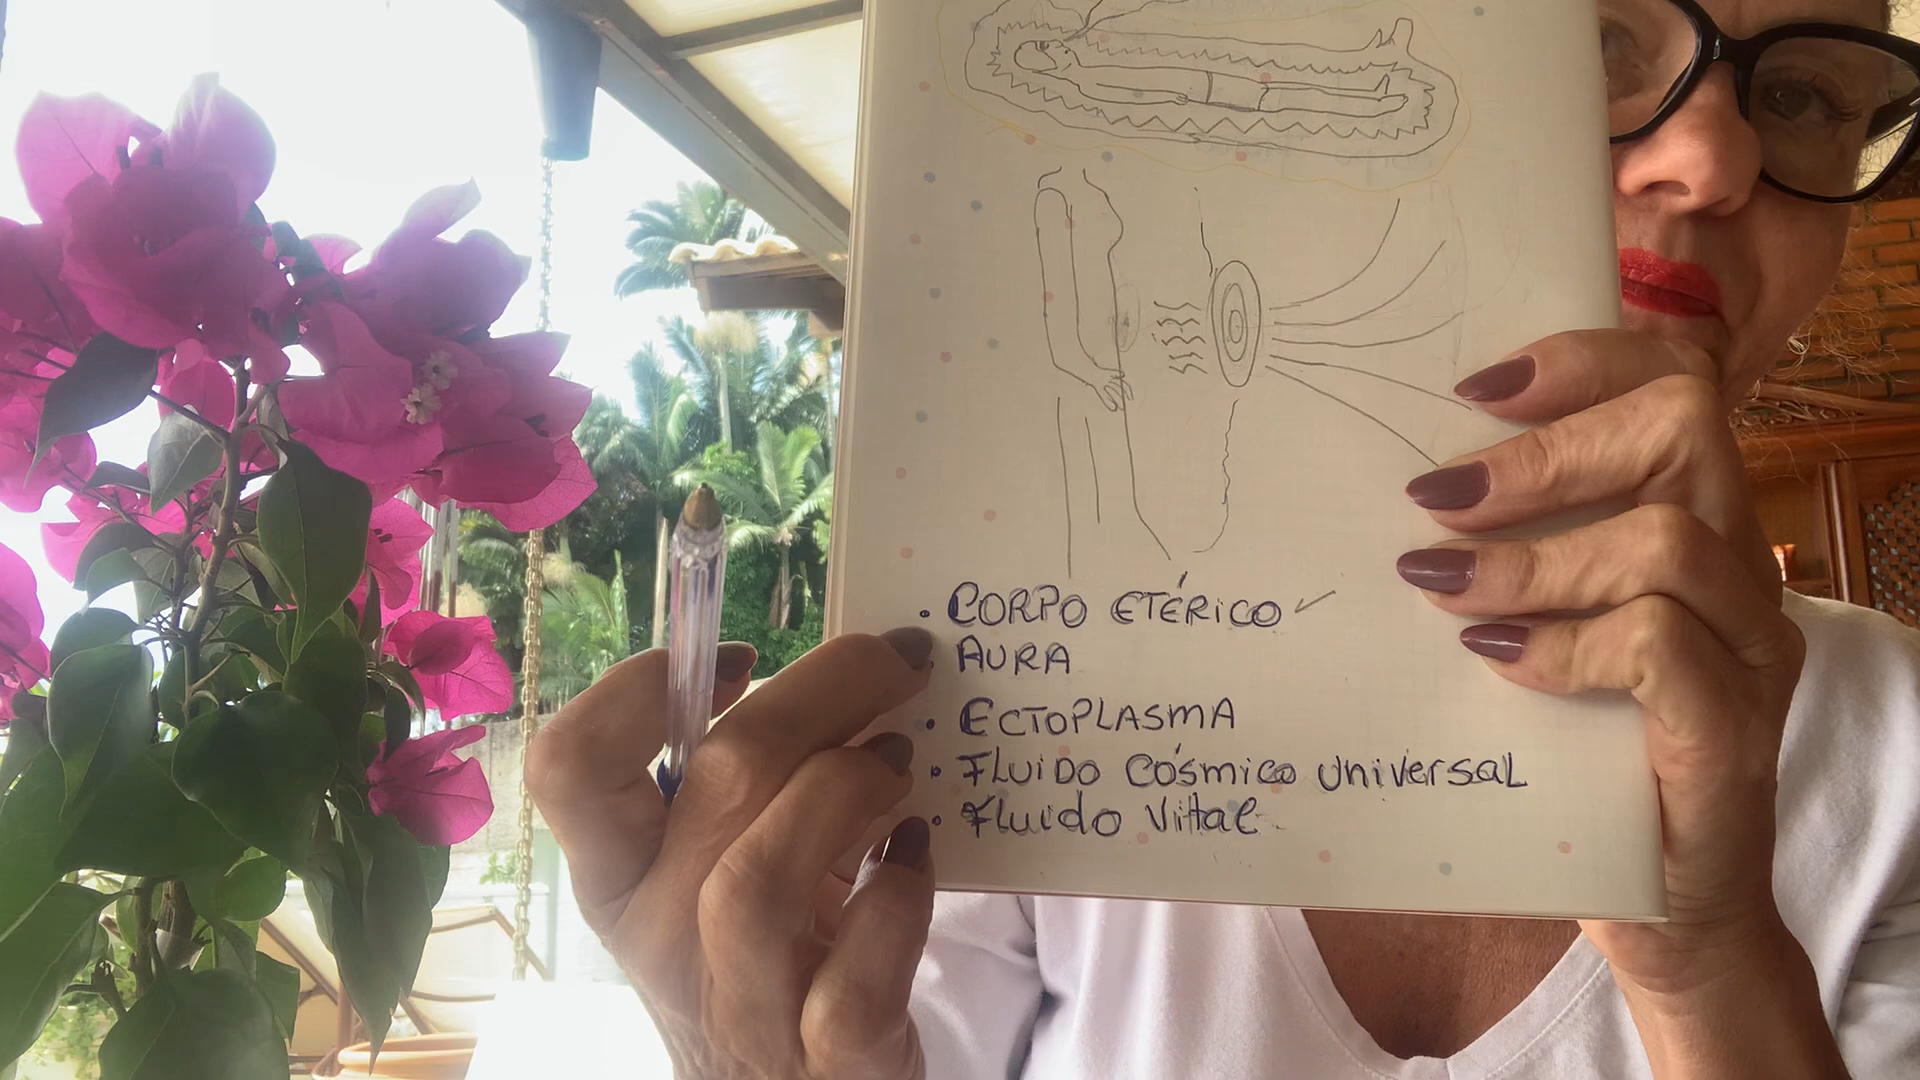 • CORPO ETÉRICO ✓
• AURA
• ECTOPLASMA
• FLUIDO CÓSMICO UNIVERSAL
• FLUIDO VITAL